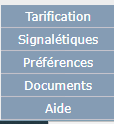 Tarification
Signalétiques
Préférences
Documents
Aide